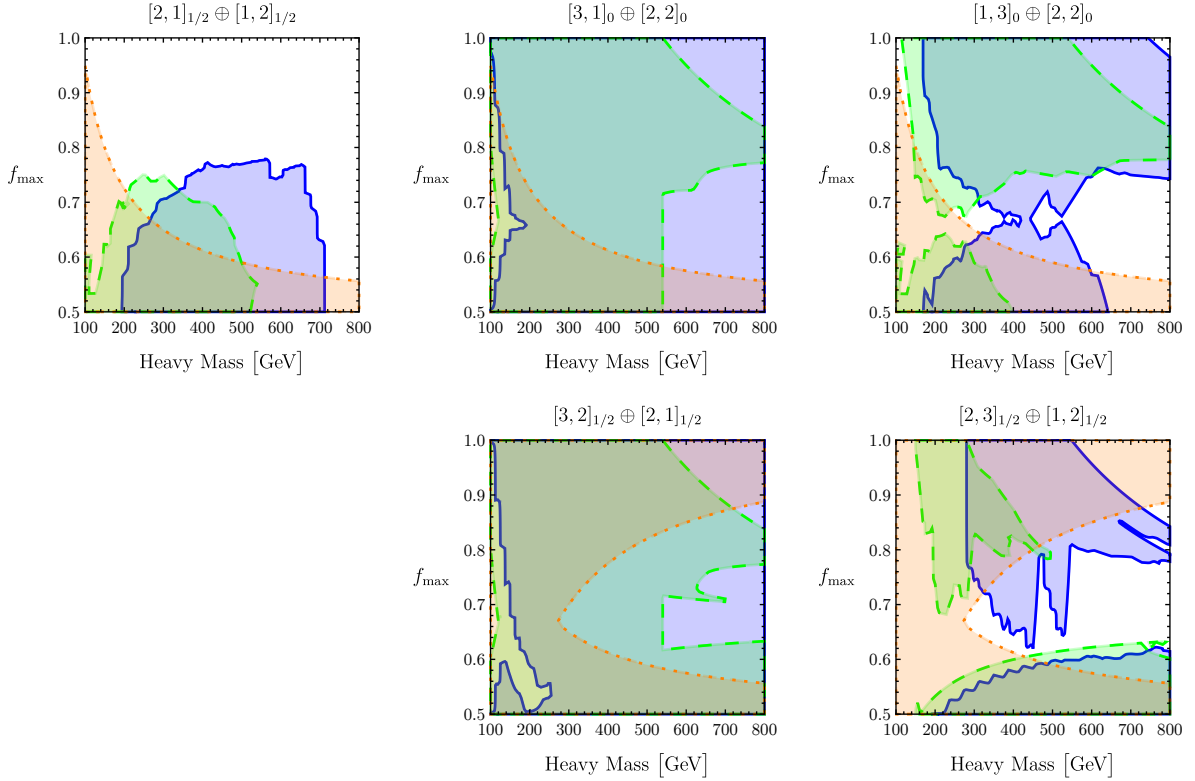 [2, 1]_{1/2} ⊕ [1, 2]_{1/2}
f_max
1.0
0.9
0.8
0.7
0.6
0.5
100 200 300 400 500 600 700 800
Heavy Mass [GeV]
[3, 1]_0 ⊕ [2, 2]_0
f_max
1.0
0.9
0.8
0.7
0.6
0.5
100 200 300 400 500 600 700 800
Heavy Mass [GeV]
[1, 3]_0 ⊕ [2, 2]_0
f_max
1.0
0.9
0.8
0.7
0.6
0.5
100 200 300 400 500 600 700 800
Heavy Mass [GeV]
[3, 2]_{1/2} ⊕ [2, 1]_{1/2}
f_max
1.0
0.9
0.8
0.7
0.6
0.5
100 200 300 400 500 600 700 800
Heavy Mass [GeV]
[2, 3]_{1/2} ⊕ [1, 2]_{1/2}
f_max
1.0
0.9
0.8
0.7
0.6
0.5
100 200 300 400 500 600 700 800
Heavy Mass [GeV]